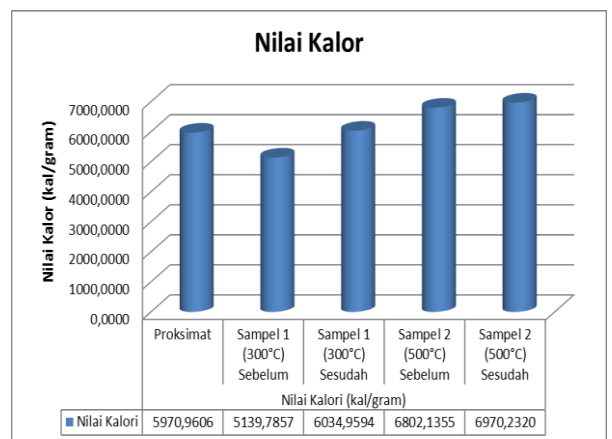 Nilai Kalor
Nilai Kalor (kal/gram)
7000,0000
6000,0000
5000,0000
4000,0000
3000,0000
2000,0000
1000,0000
0,0000
Proksimat Sampel 1 Sampel 1 Sampel 2 Sampel 2
(300°C) (300°C) (500°C) (500°C)
Sebelum Sesudah Sebelum Sesudah
Nilai Kalori (kal/gram)
Nilai Kalori 5970,9606 5139,7857 6034,9594 6802,1355 6970,2320